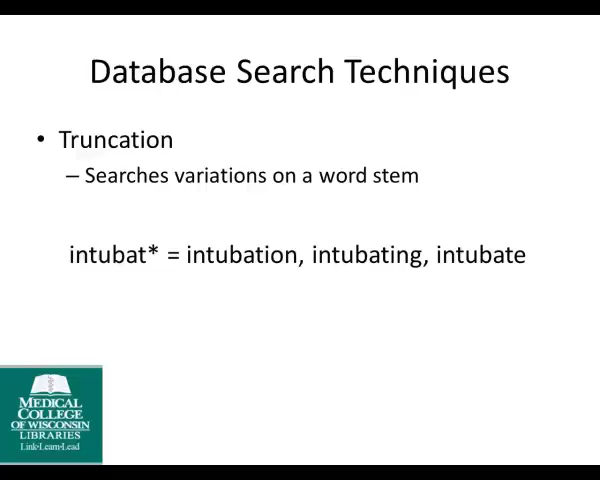 Database Search Techniques
• Truncation
– Searches variations on a word stem
intubat* = intubation, intubating, intubate
MEDICAL
COLLEGE
OF WISCONSIN
LIBRARIES
Link•Learn•Lead